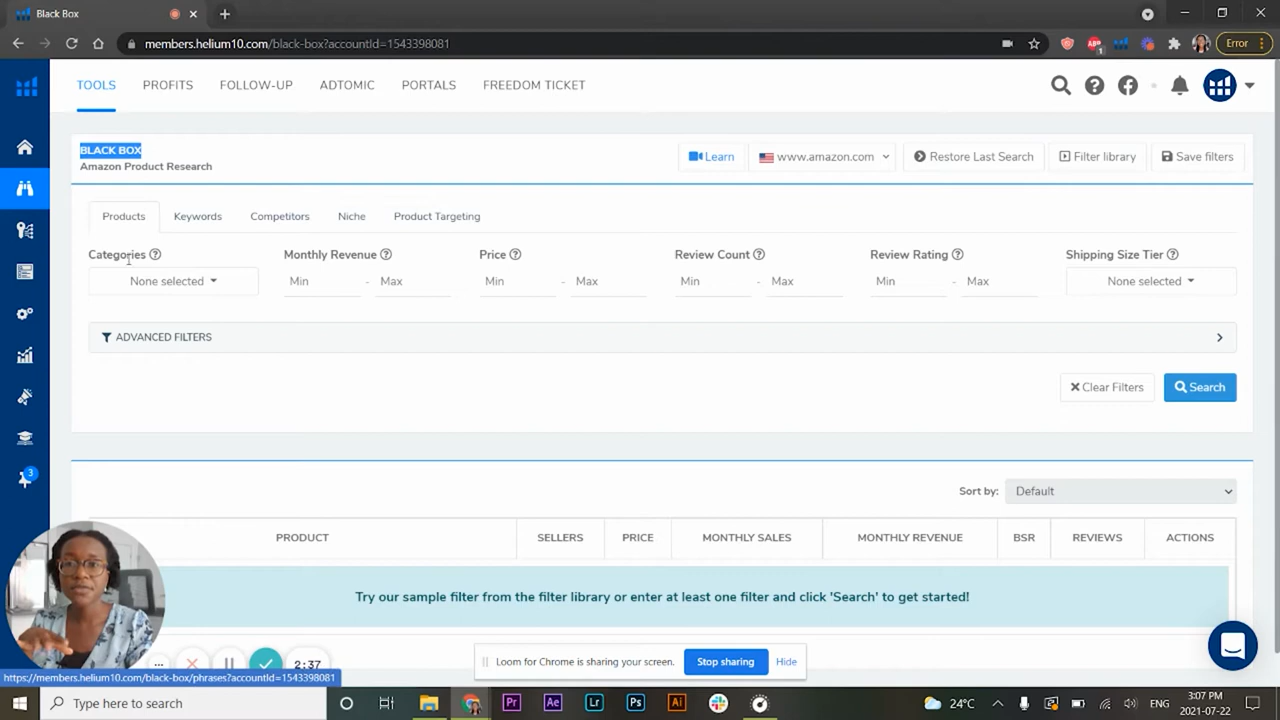 Black Box
members.helium10.com/black-box?accountId=1543398081
Error
TOOLS PROFITS FOLLOW-UP ADTOMIC PORTALS FREEDOM TICKET
BLACK BOX
Amazon Product Research
Learn www.amazon.com Restore Last Search Filter library Save filters
Products Keywords Competitors Niche Product Targeting
Categories Monthly Revenue Price Review Count Review Rating Shipping Size Tier
None selected Min - Max Min - Max Min - Max Min - Max None selected
ADVANCED FILTERS
Clear Filters Search
Sort by: Default
PRODUCT SELLERS PRICE MONTHLY SALES MONTHLY REVENUE BSR REVIEWS ACTIONS
Try our sample filter from the filter library or enter at least one filter and click 'Search' to get started!
3
2:37
Loom for Chrome is sharing your screen. Stop sharing Hide
https://members.helium10.com/black-box/phrases?accountId=1543398081
Type here to search
Pr Ae Lr Ps Ai
24°C
3:07 PM
2021-07-22